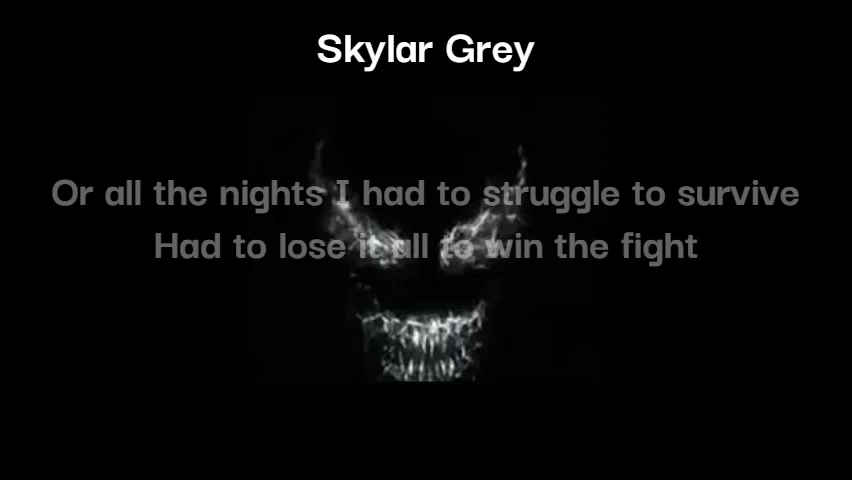 Skylar Grey
Or all the nights I had to struggle to survive
Had to lose it all to win the fight